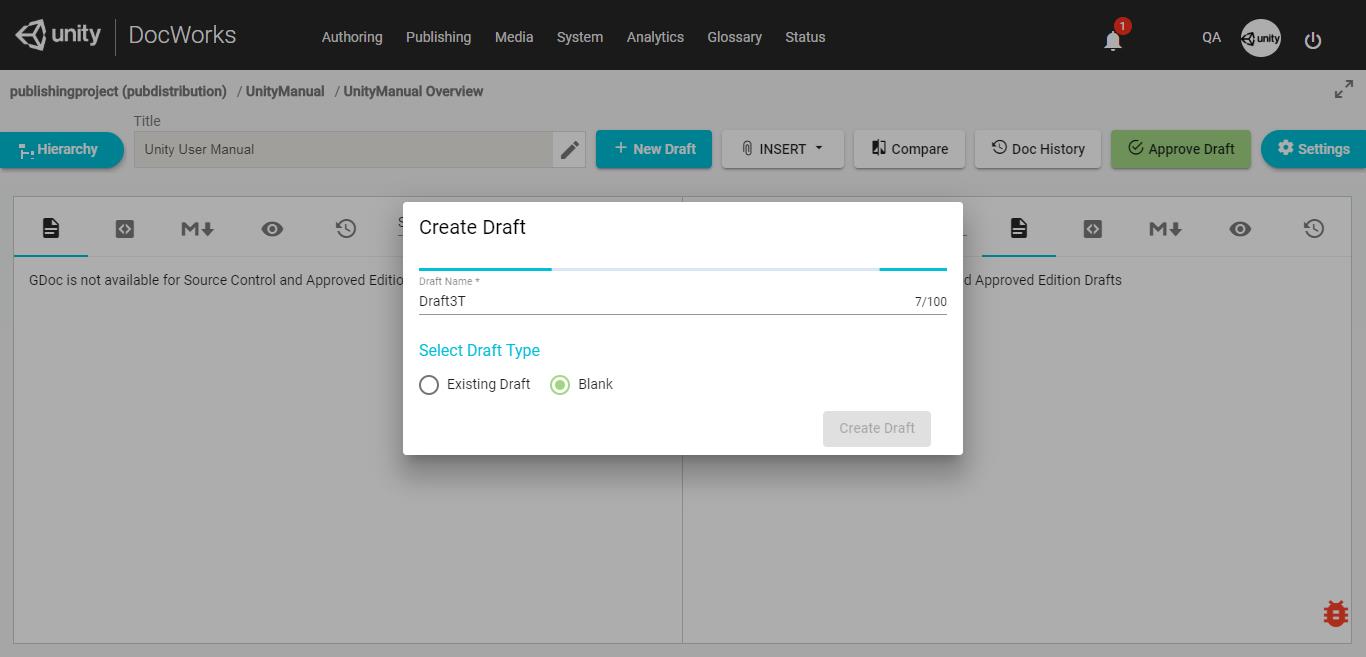 unity DocWorks Authoring Publishing Media System Analytics Glossary Status 1 QA unity
publishingproject (pubdistribution) / UnityManual / UnityManual Overview
Title
Hierarchy Unity User Manual + New Draft INSERT Compare Doc History Approve Draft Settings
M S M
Create Draft
GDoc is not available for Source Control and Approved Editio d Approved Edition Drafts
Draft Name *
Draft3T 7/100
Select Draft Type
Existing Draft Blank
Create Draft